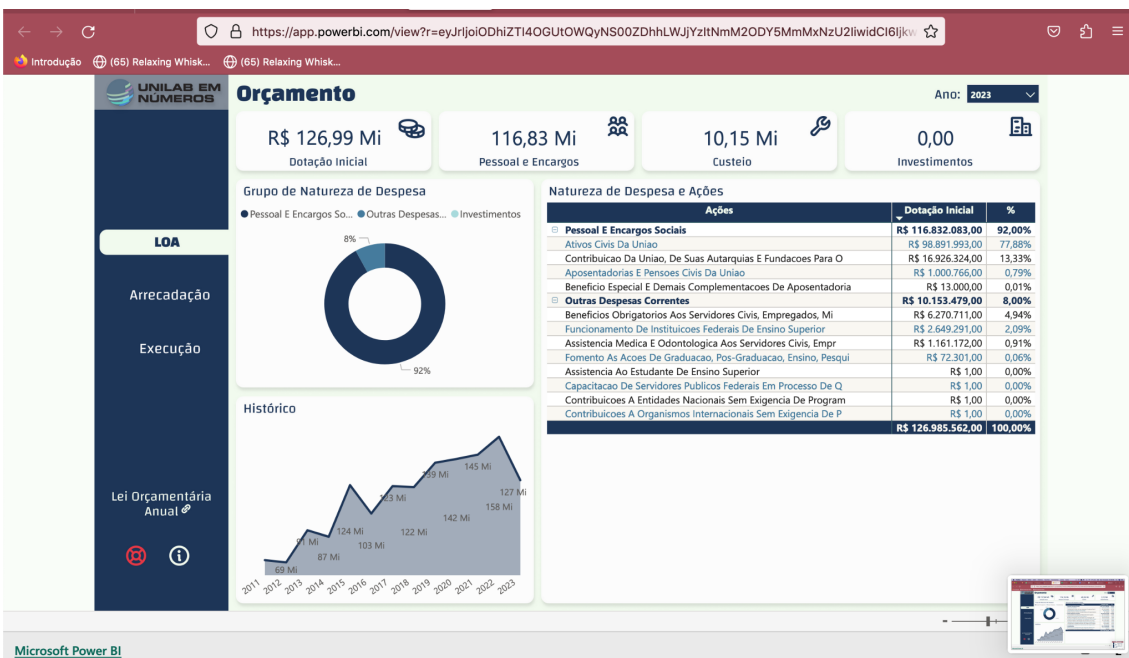 https://app.powerbi.com/view?r=eyJrIjoiODhiZTI4OGUtOWQyNS00ZDhhLWJjYzItNmM2ODY5MmMxNzU2IiwidCI6Ijkw
Introdução (65) Relaxing Whisk... (65) Relaxing Whisk...
UNILAB EM
NÚMEROS
Orçamento
Ano: 2023
R$ 126,99 Mi
Dotação Inicial
116,83 Mi
Pessoal e Encargos
10,15 Mi
Custeio
0,00
Investimentos
LOA
Arrecadação
Execução
Lei Orçamentária
Anual
Grupo de Natureza de Despesa
Pessoal E Encargos So... Outras Despesas... Investimentos
8%
92%
Histórico
69 Mi
91 Mi
87 Mi
124 Mi
103 Mi
123 Mi
122 Mi
139 Mi
142 Mi
145 Mi
158 Mi
127 Mi
2011 2012 2013 2014 2015 2016 2017 2018 2019 2020 2021 2022 2023
Natureza de Despesa e Ações
Ações Dotação Inicial %
Pessoal E Encargos Sociais R$ 116.832.083,00 92,00%
Ativos Civis Da Uniao R$ 98.891.993,00 77,88%
Contribuicao Da Uniao, De Suas Autarquias E Fundacoes Para O R$ 16.926.324,00 13,33%
Aposentadorias E Pensoes Civis Da Uniao R$ 1.000.766,00 0,79%
Beneficio Especial E Demais Complementacoes De Aposentadoria R$ 13.000,00 0,01%
Outras Despesas Correntes R$ 10.153.479,00 8,00%
Beneficios Obrigatorios Aos Servidores Civis, Empregados, Mi R$ 6.270.711,00 4,94%
Funcionamento De Instituicoes Federais De Ensino Superior R$ 2.649.291,00 2,09%
Assistencia Medica E Odontologica Aos Servidores Civis, Empr R$ 1.161.172,00 0,91%
Fomento As Acoes De Graduacao, Pos-Graduacao, Ensino, Pesqui R$ 72.301,00 0,06%
Assistencia Ao Estudante De Ensino Superior R$ 1,00 0,00%
Capacitacao De Servidores Publicos Federais Em Processo De Q R$ 1,00 0,00%
Contribuicoes A Entidades Nacionais Sem Exigencia De Program R$ 1,00 0,00%
Contribuicoes A Organismos Internacionais Sem Exigencia De P R$ 1,00 0,00%
R$ 126.985.562,00 100,00%
Microsoft Power BI